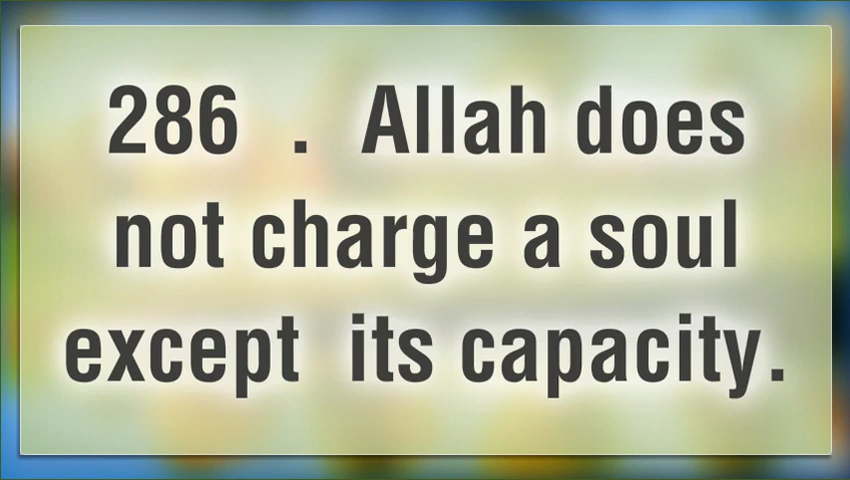 286 . Allah does
not charge a soul
except its capacity.